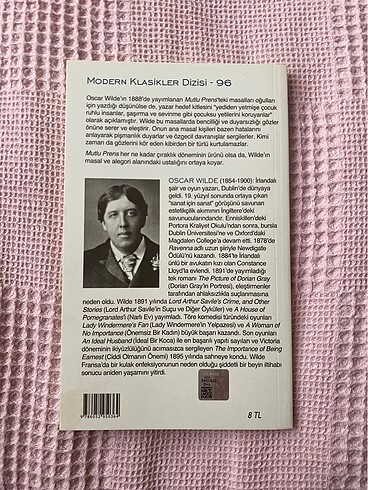 MODERN KLASİKLER DİZİSİ - 96
Oscar Wilde'ın 1888'de yayımlanan Mutlu Prens'teki masalları oğulları
için yazdığı düşünülse de, yazar hedef kitlesini "yediden yetmişe çocuk
ruhlu insanlar, şaşırma ve sevinme gibi çocuksu yetilerini koruyanlar"
olarak açıklamıştır. Wilde bu masallarda bencilliği ve duyarsızlığı gözler
önüne serer ve eleştirir. Onun ana masal kişileri bazen hatalarını
anlayarak pişmanlık duyarlar ve özgecil davranışlar sergilerler. Kimi
zaman da gözlerini kör eden kibirden bir türlü kurtulamazlar.
Mutlu Prens her ne kadar çıraklık döneminin ürünü olsa da, Wilde'ın
masal ve alegori alanındaki ustalığını ortaya koyar.
OSCAR WILDE (1854-1900): İrlandalı
şair ve oyun yazarı, Dublin'de dünyaya
geldi. 19. yüzyıl sonunda ortaya çıkan
"sanat için sanat" görüşünü savunan
estetikçilik akımının İngiltere'deki
savunucularındandır. Enniskillen'deki
Portora Kraliyet Okulu'ndan sonra, burslu
Dublin Üniversitesi'ne ve Oxford'daki
Magdalen College'a devam etti. 1878'de
Ravenna adlı uzun şiiriyle Newdigate
Ödülü'nü kazandı. 1884'te İrlandalı
ünlü bir avukatın kızı olan Constance
Lloyd'la evlendi. 1891'de yayımladığı
tek romanı The Picture of Dorian Gray
(Dorian Gray'in Portresi), eleştirmenler
tarafından ahlaksızlıkla suçlanmasına
neden oldu. Wilde 1891 yılında Lord Arthur Savile's Crime, and Other
Stories (Lord Arthur Savile'in Suçu ve Diğer Öyküler) ve A House of
Pomegranates'i (Narlı Ev) yayımladı. Töre komedisi türündeki oyunları
Lady Windermere's Fan (Lady Windermere'in Yelpazesi) ve A Woman of
No Importance (Önemsiz Bir Kadın) büyük başarı kazandı. Son oyunları
An Ideal Husband (İdeal Bir Koca) ile en başarılı yapıtı sayılan ve Victoria
döneminin ikiyüzlülüğünü acımasızca sergileyen The Importance of Being
Earnest (Ciddi Olmanın Önemi) 1895 yılında sahneye kondu. Wilde
Fransa'da bir kulak enfeksiyonunun neden olduğu şiddetli bir beyin iltihabı
sonucu aniden yaşamını yitirdi.
8 TL